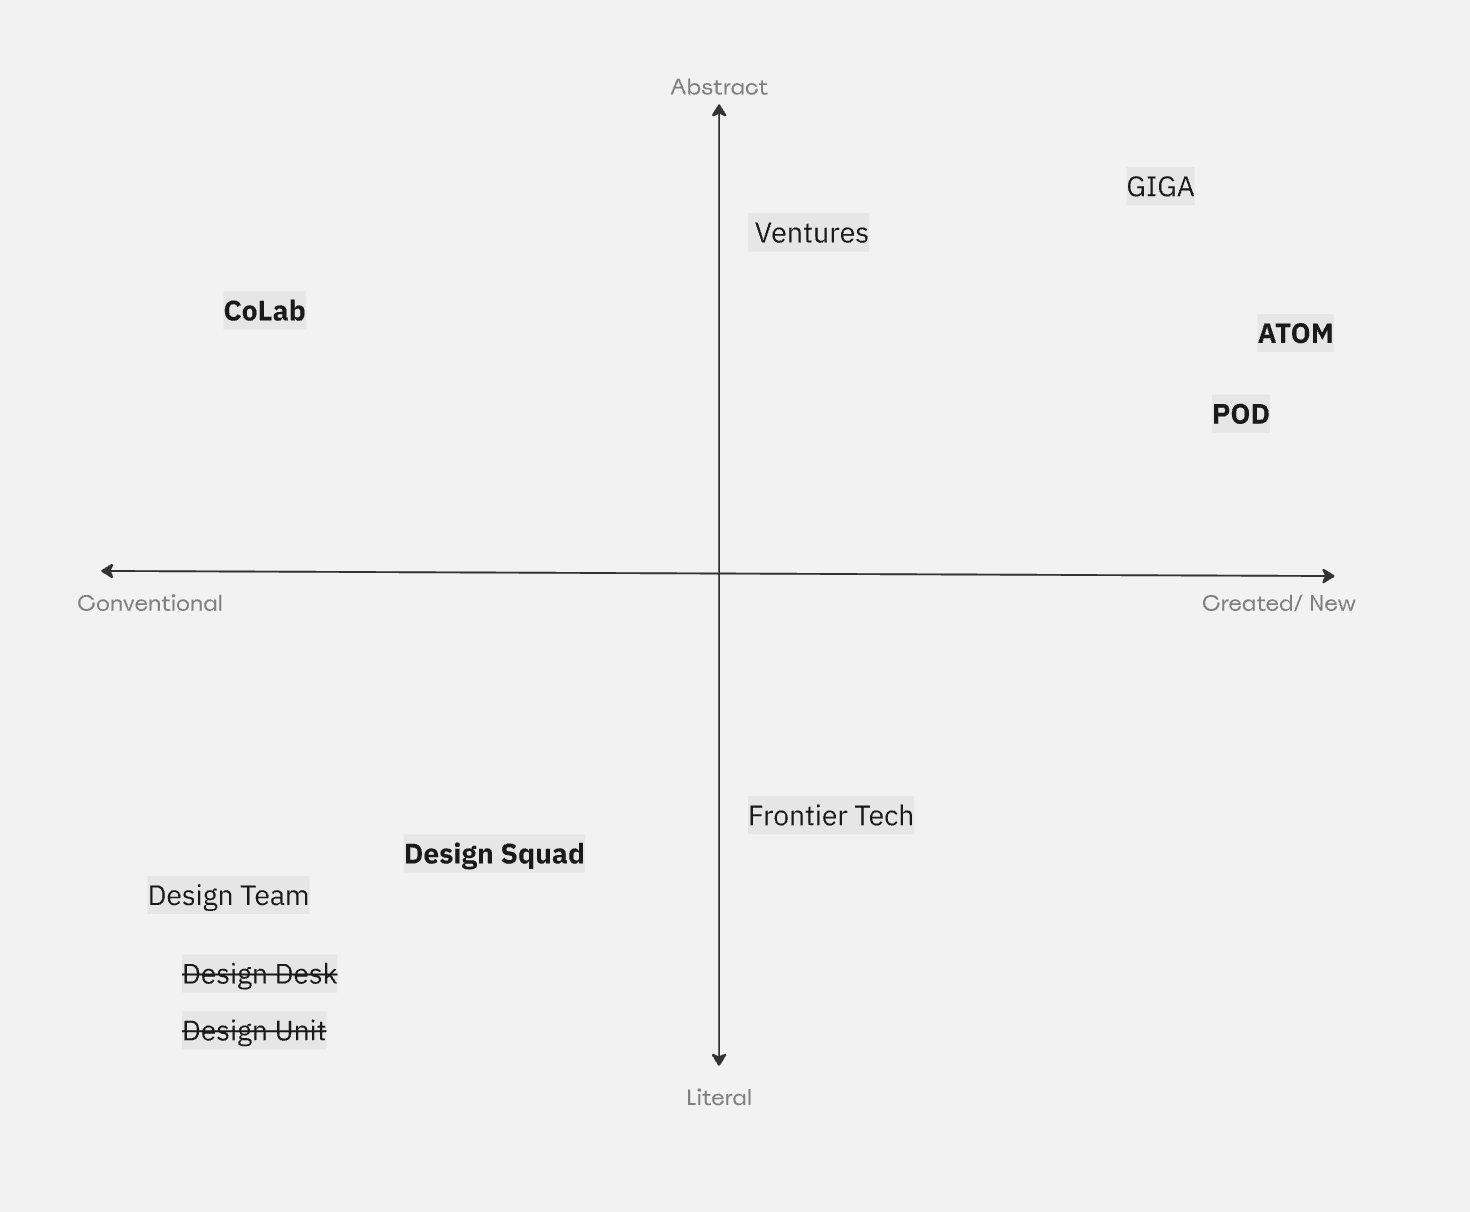 Abstract
GIGA
Ventures
CoLab
ATOM
POD
Conventional
Created/ New
Frontier Tech
Design Squad
Design Team
Design Desk
Design Unit
Literal